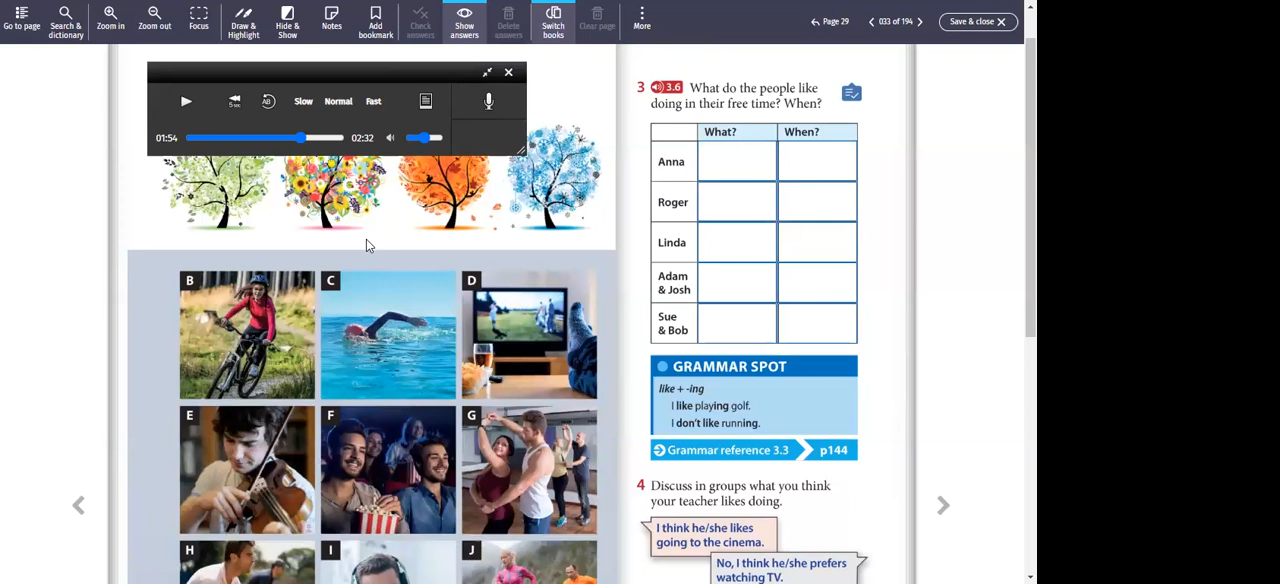 Go to page
Search & dictionary
Zoom in
Zoom out
Focus
Draw & Highlight
Hide & Show
Notes
Add bookmark
Check answers
Show answers
Delete answers
Switch books
Clear page
More
Page 29
033 of 194
Save & close
5 sec
AB
Slow
Normal
Fast
01:54
02:32
B
C
D
E
F
G
H
I
J
3 3.6 What do the people like
doing in their free time? When?
What? When?
Anna
Roger
Linda
Adam
& Josh
Sue
& Bob
GRAMMAR SPOT
like + -ing
I like playing golf.
I don't like running.
Grammar reference 3.3 p144
4 Discuss in groups what you think
your teacher likes doing.
I think he/she likes
going to the cinema.
No, I think he/she prefers
watching TV.